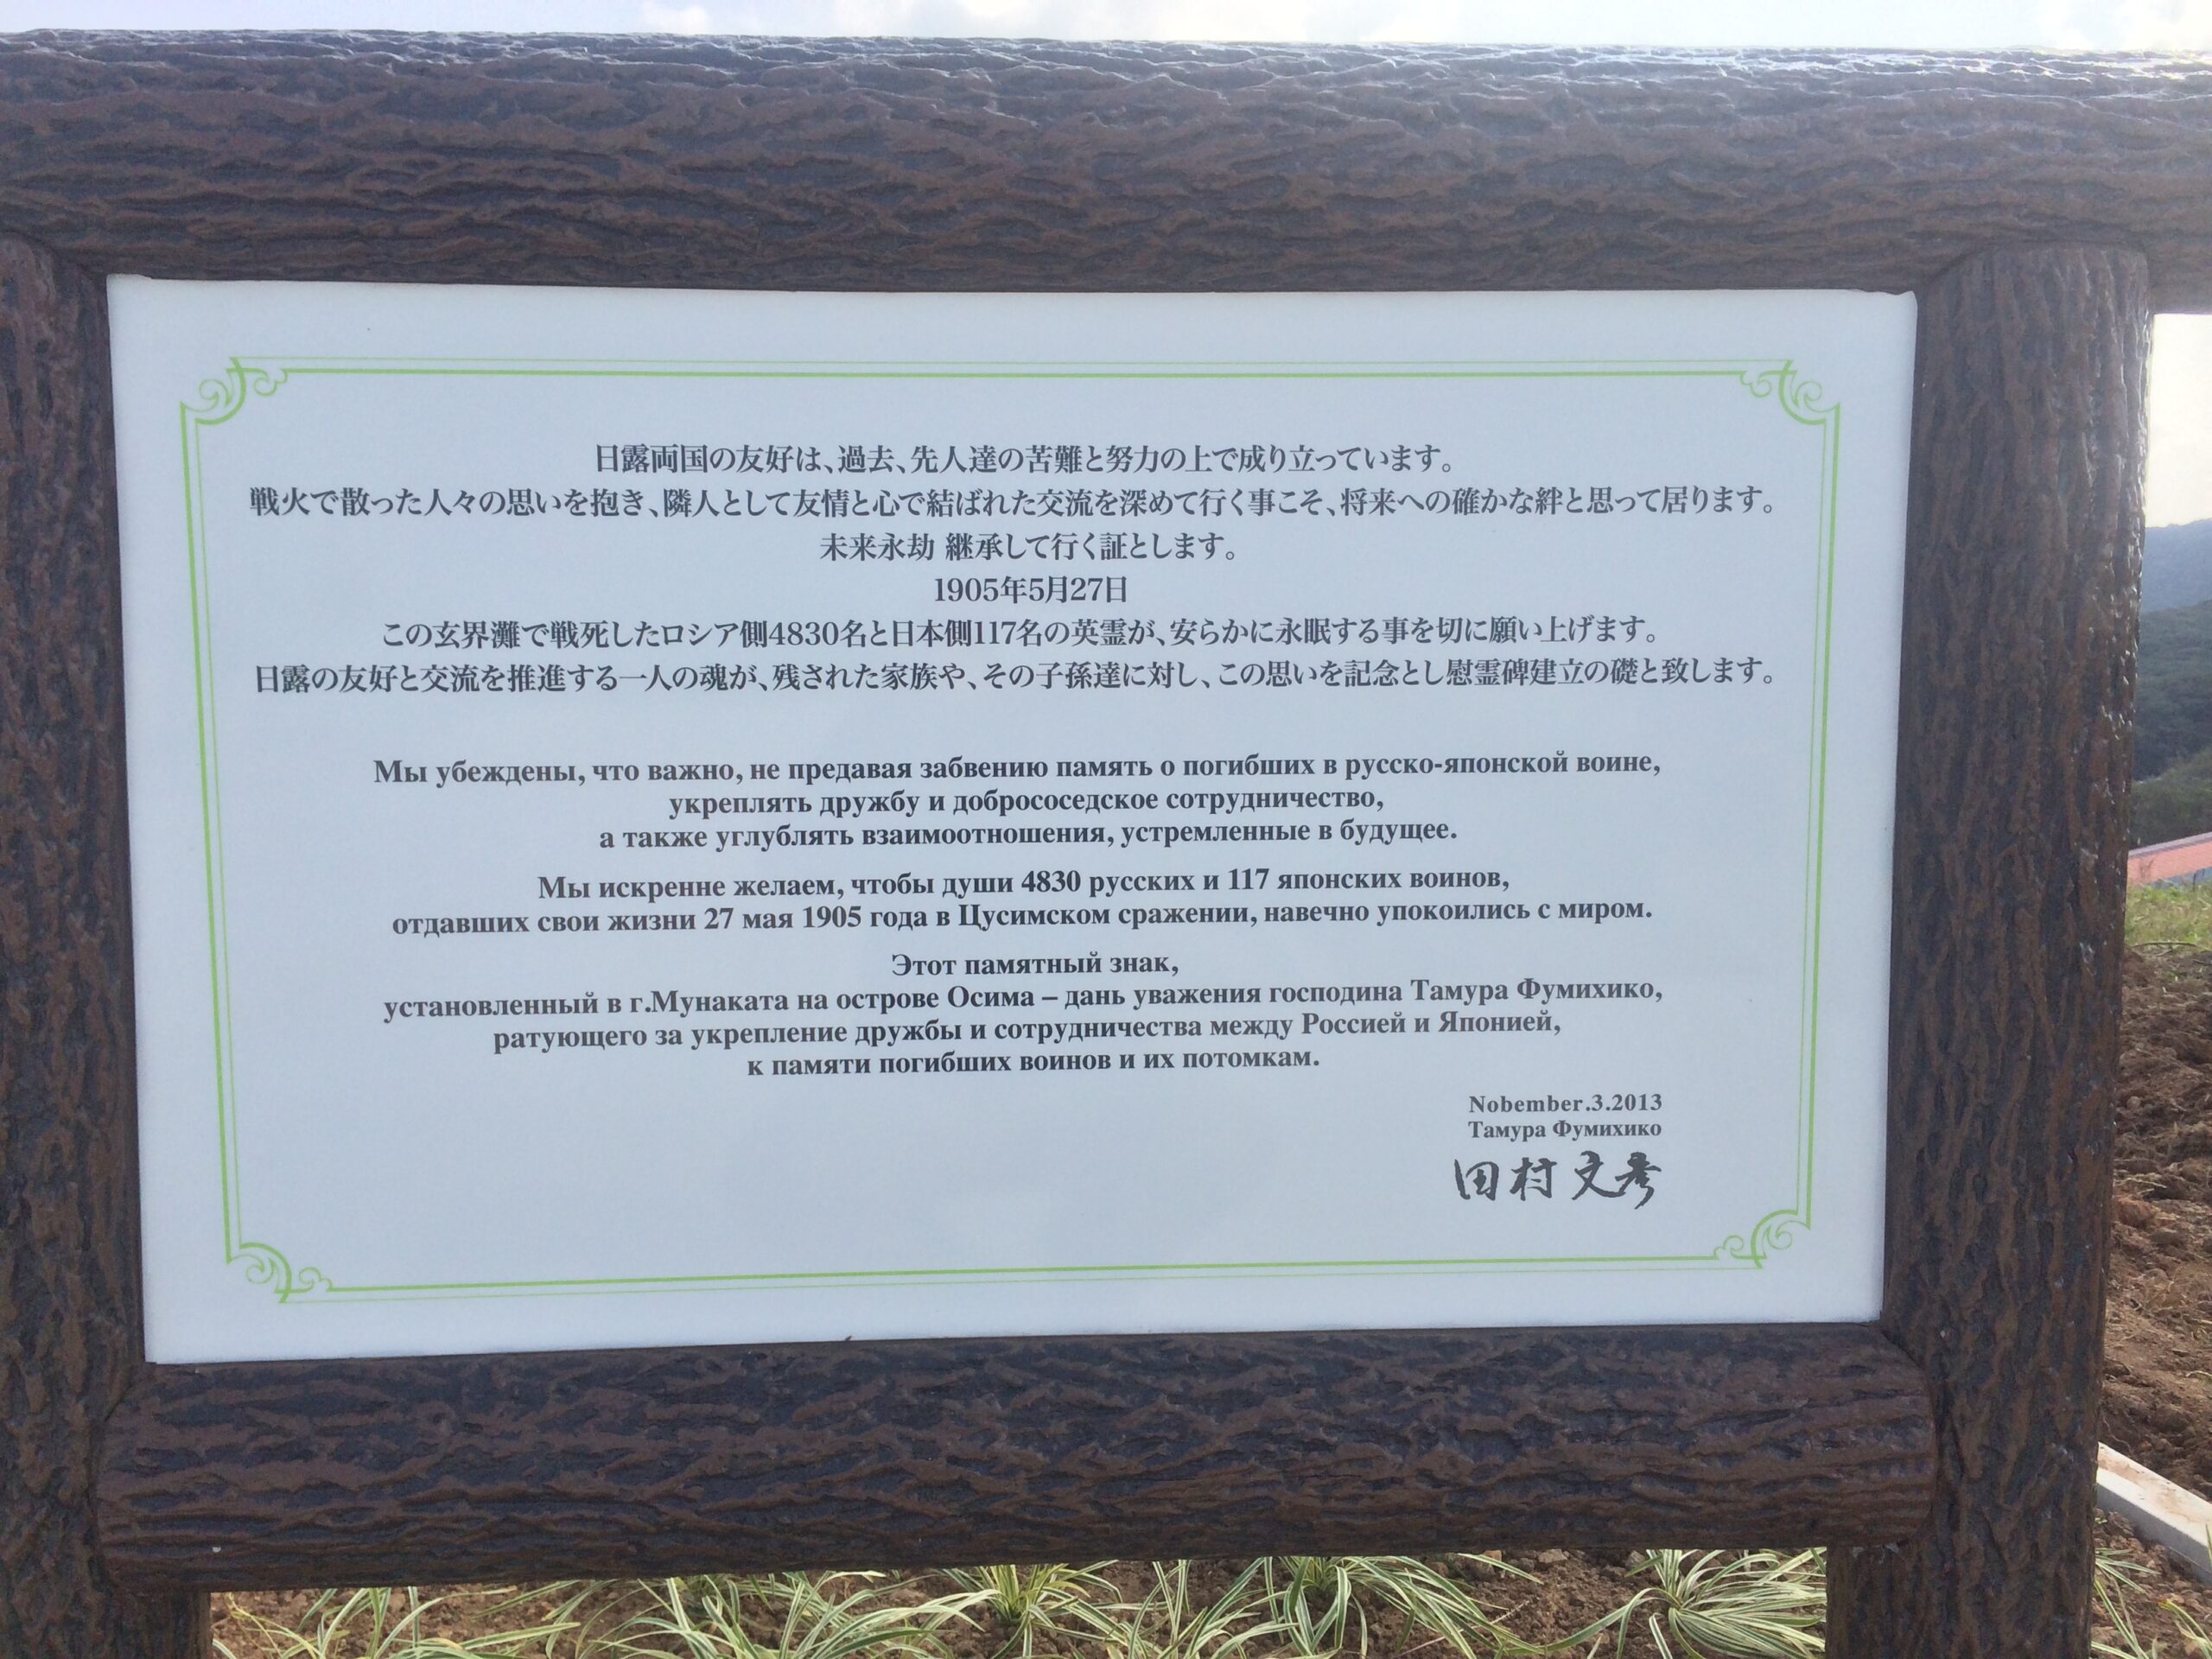 日露両国の友好は、過去、先人達の苦難と努力の上で成り立っています。
戦火で散った人々の思いを抱き、隣人として友情と心で結ばれた交流を深めて行く事こそ、将来への確かな絆と思って居ります。
未来永劫 継承して行く証とします。
1905年5月27日
この玄界灘で戦死したロシア側4830名と日本側117名の英霊が、安らかに永眠する事を切に願い上げます。
日露の友好と交流を推進する一人の魂が、残された家族や、その子孫達に対し、この思いを記念とし慰霊碑建立の礎と致します。
Мы убеждены, что важно, не предавая забвению память о погибших в русско-японской воине,
укреплять дружбу и добрососедское сотрудничество,
а также углублять взаимоотношения, устремленные в будущее.
Мы искренне желаем, чтобы души 4830 русских и 117 японских воинов,
отдавших свои жизни 27 мая 1905 года в Цусимском сражении, навечно упокоились с миром.
Этот памятный знак,
установленный в г.Мунаката на острове Осима – дань уважения господина Тамура Фумихико,
ратующего за укрепление дружбы и сотрудничества между Россией и Японией,
к памяти погибших воинов и их потомкам.
Nobember.3.2013
Тамура Фумихико
田村文彦